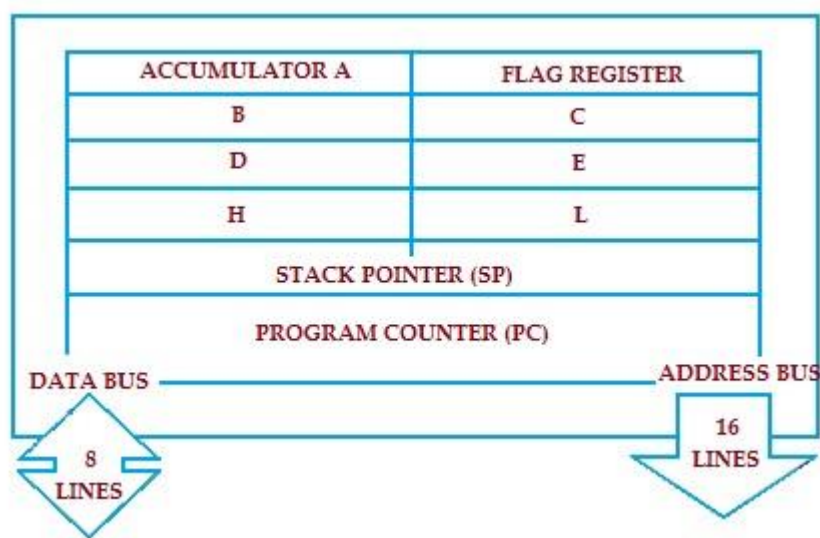 ACCUMULATOR A
FLAG REGISTER
B
C
D
E
H
L
STACK POINTER (SP)
PROGRAM COUNTER (PC)
DATA BUS
ADDRESS BUS
8
LINES
16
LINES